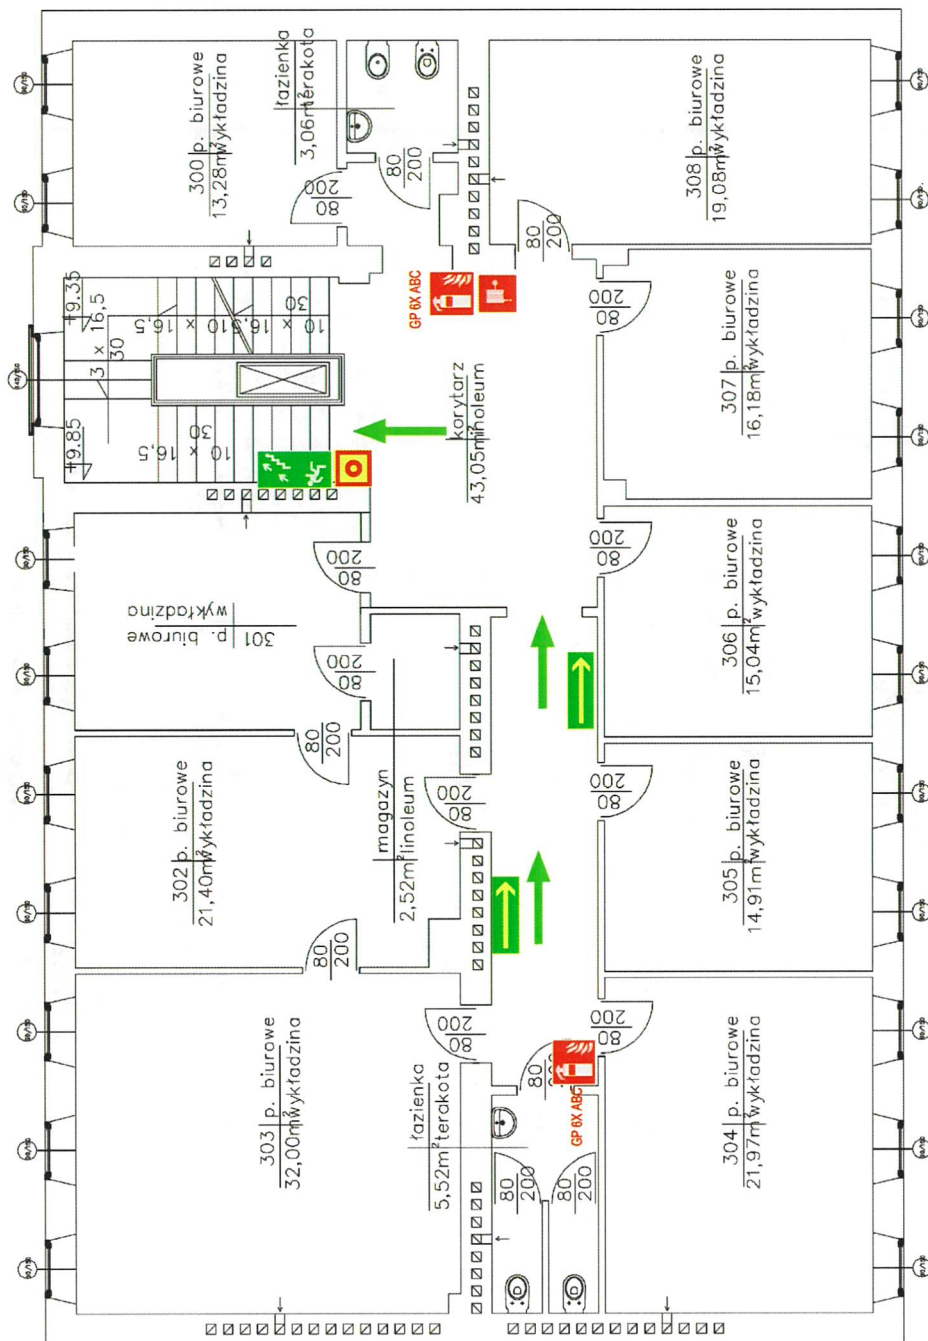 300 p. biurowe
13,28m² wykładzina
łazienka
3,06m² terakota
80
200
80
200
308 p. biurowe
19,08m² wykładzina
80
200
+9.35
3 x 16,5
30
10 x 16,5
30
10 x 16,5
+9.85
10 x 16,5
30
GP 6X ABC
korytarz
43,05m² linoleum
80
200
307 p. biurowe
16,18m² wykładzina
301 p. biurowe
wykładzina
80
200
80
200
80
200
306 p. biurowe
15,04m² wykładzina
80
200
302 p. biurowe
21,40m² wykładzina
magazyn
2,52m² linoleum
80
200
80
200
305 p. biurowe
14,91m² wykładzina
80
200
303 p. biurowe
32,00m² wykładzina
80
200
80
200
łazienka
5,52m² terakota
80
GP 6X ABC
80
200
80
200
304 p. biurowe
21,97m² wykładzina